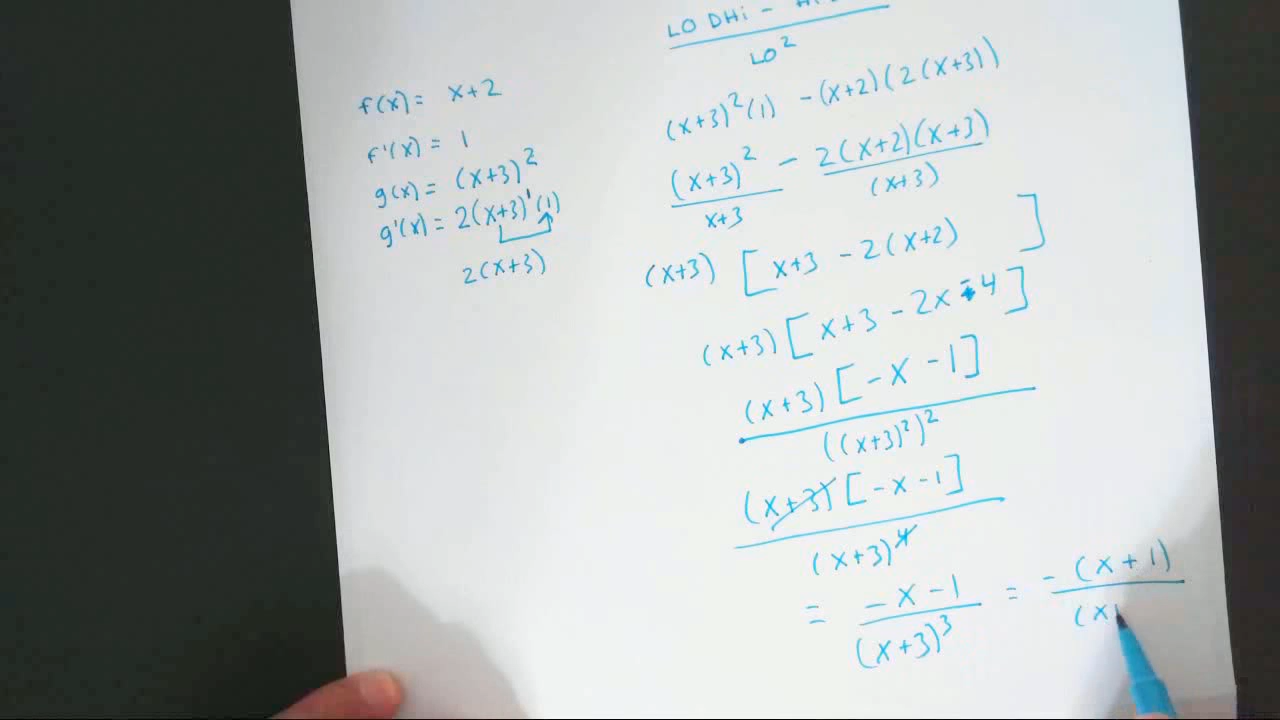 f(x) = x+2
f'(x) = 1
g(x) = (x+3)²
g'(x) = 2(x+3)¹(1)
2(x+3)
LO DHi -
LO²
(x+3)²(1) -(x+2)(2(x+3))
(x+3)² - 2(x+2)(x+3)
x+3 (x+3)
(x+3) [x+3 - 2(x+2) ]
(x+3)[x+3 - 2x - 4]
(x+3)[-x -1]
((x+3)²)²
(x+3)[-x-1]
(x+3)⁴
= -x-1 = -(x+1)
(x+3)³ (x